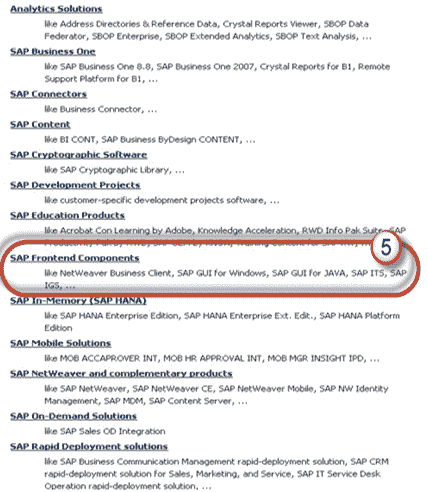 Analytics Solutions
like Address Directories & Reference Data, Crystal Reports Viewer, SBOP Data
Federator, SBOP Enterprise, SBOP Extended Analytics, SBOP Text Analysis, ...
SAP Business One
like SAP Business One 8.8, SAP Business One 2007, Crystal Reports for B1, Remote
Support Platform for B1, ...
SAP Connectors
like Business Connector, ...
SAP Content
like BI CONT, SAP Business ByDesign CONTENT, ...
SAP Cryptographic Software
like SAP Cryptographic Library, ...
SAP Development Projects
like customer-specific development projects software, ...
SAP Education Products
like Acrobat Con Learning by Adobe, Knowledge Acceleration, RWD Info Pak Suite, SAP
5
SAP Frontend Components
like NetWeaver Business Client, SAP GUI for Windows, SAP GUI for JAVA, SAP ITS, SAP
IGS, ...
SAP In-Memory (SAP HANA)
like SAP HANA Enterprise Edition, SAP HANA Enterprise Ext. Edit., SAP HANA Platform
Edition
SAP Mobile Solutions
like MOB ACCAPROVER INT, MOB HR APPROVAL INT, MOB MGR INSIGHT IPD, ...
SAP NetWeaver and complementary products
like SAP NetWeaver, SAP NetWeaver CE, SAP NetWeaver Mobile, SAP NW Identity
Management, SAP MDM, SAP Content Server, ...
SAP On-Demand Solutions
like SAP Sales OD Integration
SAP Rapid Deployment solutions
like SAP Business Communication Management rapid-deployment solution, SAP CRM
rapid-deployment solution for Sales, Marketing, and Service, SAP IT Service Desk
Operation rapid-deployment solution, ...